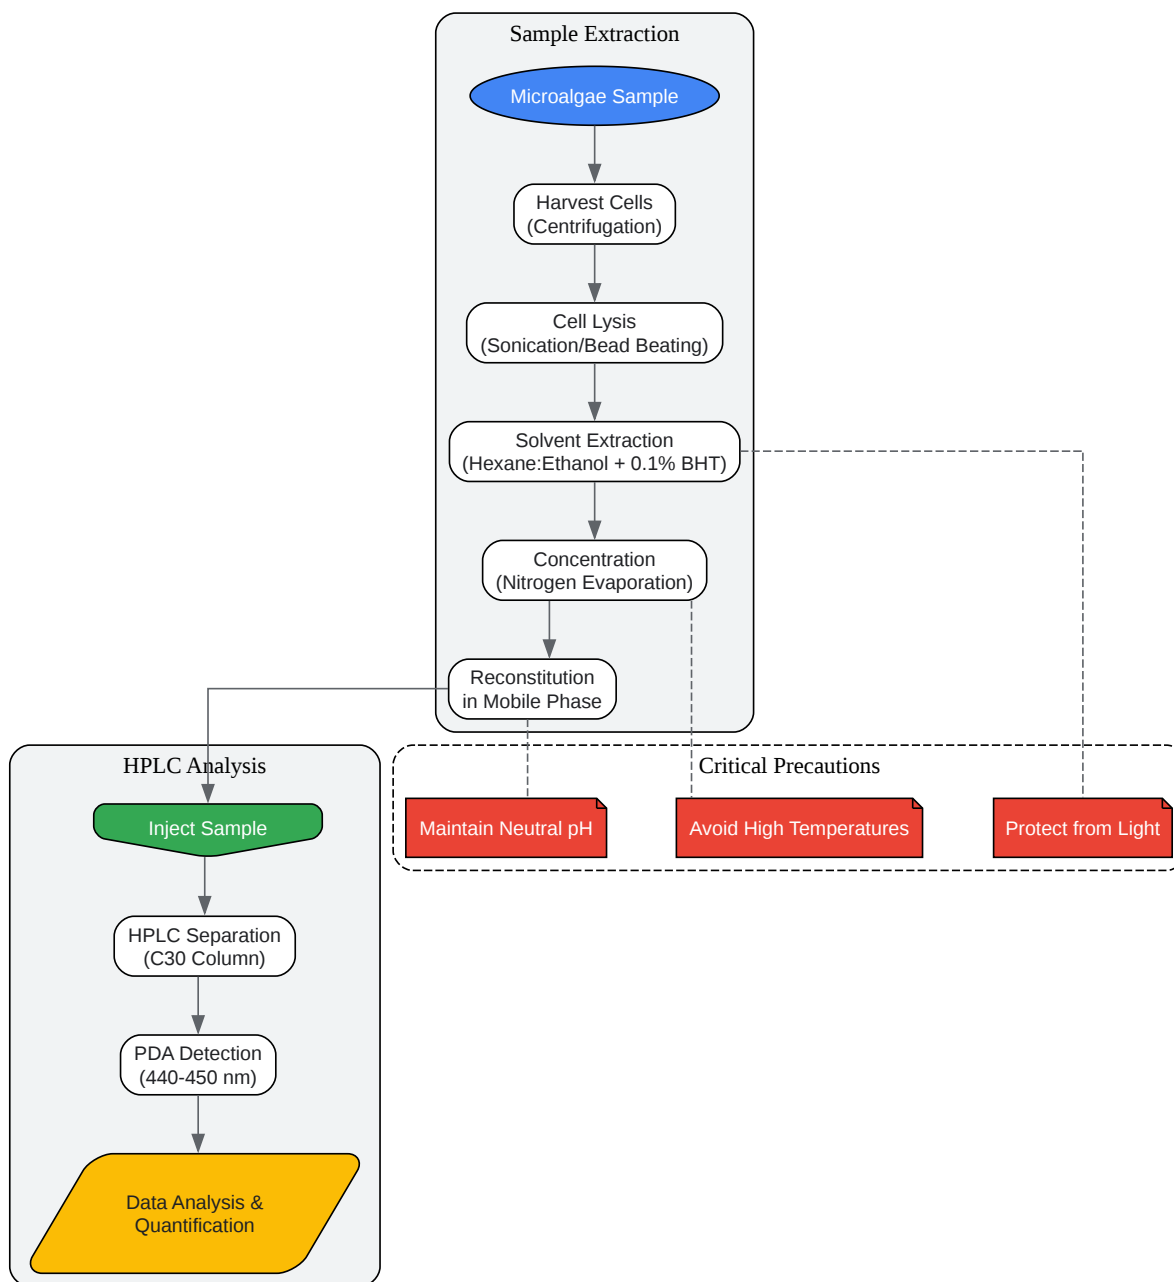 Sample Extraction
Microalgae Sample
Harvest Cells
(Centrifugation)
Cell Lysis
(Sonication/Bead Beating)
Solvent Extraction
(Hexane:Ethanol + 0.1% BHT)
Concentration
(Nitrogen Evaporation)
Reconstitution
in Mobile Phase
HPLC Analysis
Inject Sample
HPLC Separation
(C30 Column)
PDA Detection
(440-450 nm)
Data Analysis &
Quantification
Critical Precautions
Maintain Neutral pH
Avoid High Temperatures
Protect from Light